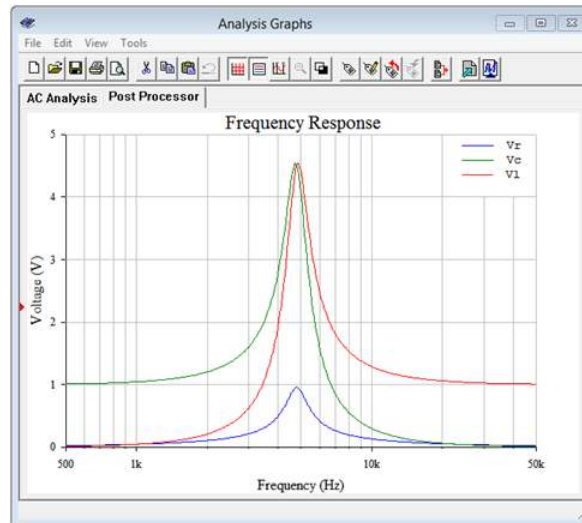 Analysis Graphs
File Edit View Tools
AC Analysis Post Processor
Frequency Response
Vr
Vc
Vl
5
4
3
2
1
0
Voltage (V)
500 1k 10k 50k
Frequency (Hz)